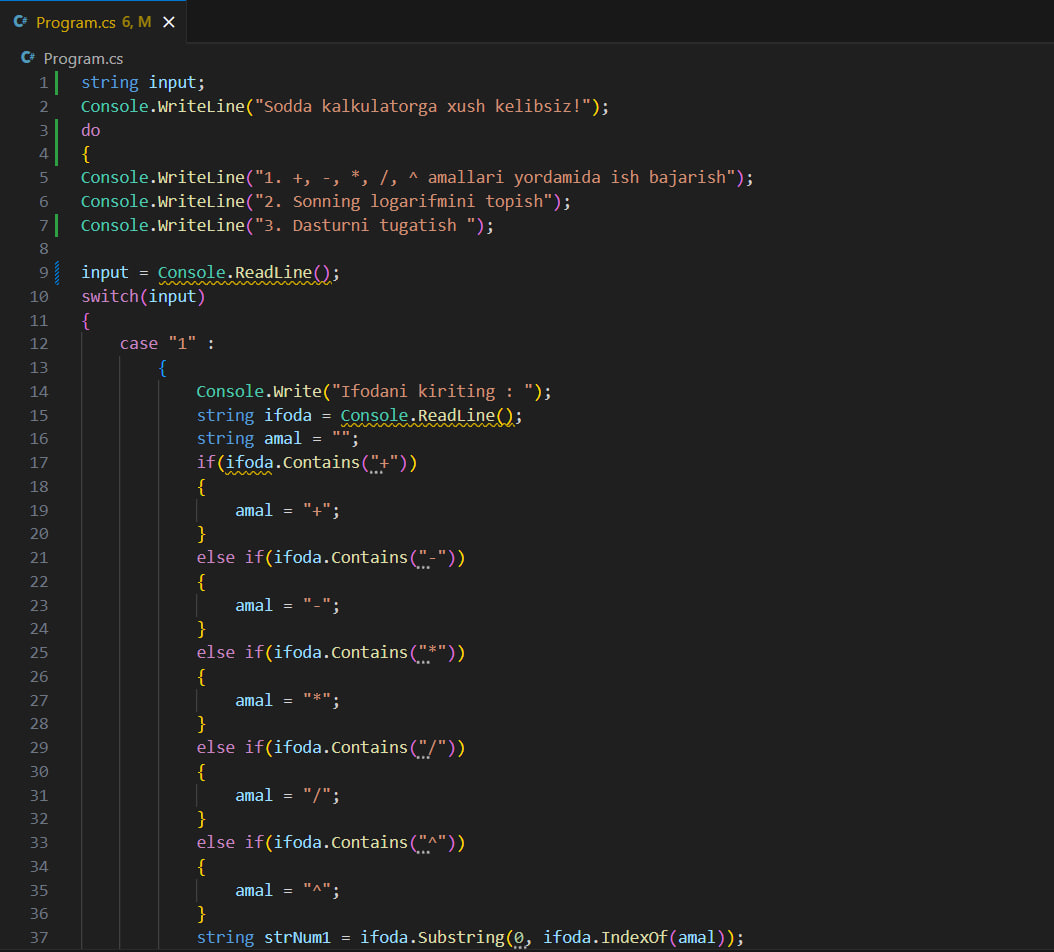 Program.cs 6, M
Program.cs
1 string input;
2 Console.WriteLine("Sodda kalkulatorga xush kelibsiz!");
3 do
4 {
5 Console.WriteLine("1. +, -, *, /, ^ amallari yordamida ish bajarish");
6 Console.WriteLine("2. Sonning logarifmini topish");
7 Console.WriteLine("3. Dasturni tugatish ");
8
9 input = Console.ReadLine();
10 switch(input)
11 {
12     case "1" :
13         {
14             Console.Write("Ifodani kiriting : ");
15             string ifoda = Console.ReadLine();
16             string amal = "";
17             if(ifoda.Contains("+"))
18             {
19                 amal = "+";
20             }
21             else if(ifoda.Contains("-"))
22             {
23                 amal = "-";
24             }
25             else if(ifoda.Contains("*"))
26             {
27                 amal = "*";
28             }
29             else if(ifoda.Contains("/"))
30             {
31                 amal = "/";
32             }
33             else if(ifoda.Contains("^"))
34             {
35                 amal = "^";
36             }
37             string strNum1 = ifoda.Substring(0, ifoda.IndexOf(amal));